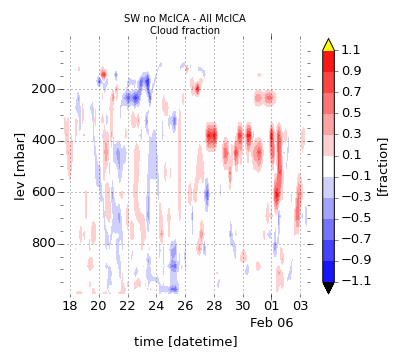 SW no McICA - All McICA
Cloud fraction
lev [mbar]
200
400
600
800
18 20 22 24 26 28 30 01 03
Feb 06
time [datetime]
1.1
0.9
0.7
0.5
0.3
0.1
−0.1
−0.3
−0.5
−0.7
−0.9
−1.1
[fraction]